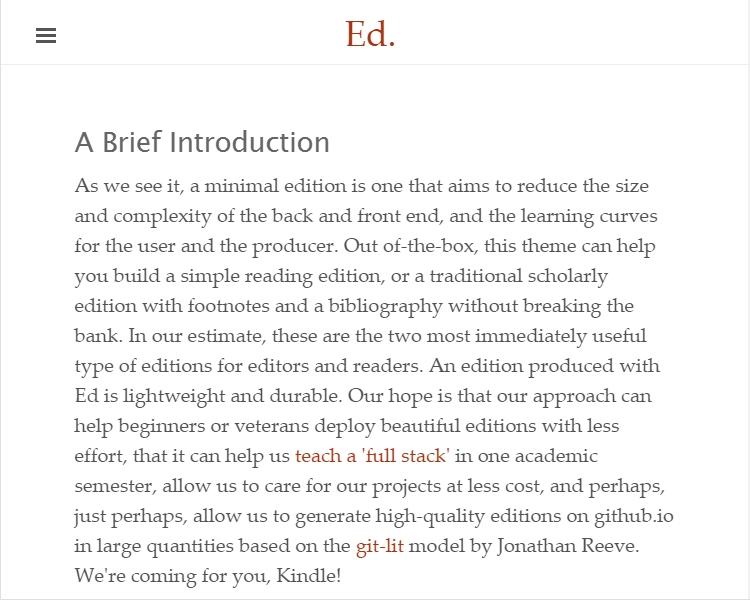 Ed.
A Brief Introduction
As we see it, a minimal edition is one that aims to reduce the size
and complexity of the back and front end, and the learning curves
for the user and the producer. Out of-the-box, this theme can help
you build a simple reading edition, or a traditional scholarly
edition with footnotes and a bibliography without breaking the
bank. In our estimate, these are the two most immediately useful
type of editions for editors and readers. An edition produced with
Ed is lightweight and durable. Our hope is that our approach can
help beginners or veterans deploy beautiful editions with less
effort, that it can help us teach a 'full stack' in one academic
semester, allow us to care for our projects at less cost, and perhaps,
just perhaps, allow us to generate high-quality editions on github.io
in large quantities based on the git-lit model by Jonathan Reeve.
We're coming for you, Kindle!